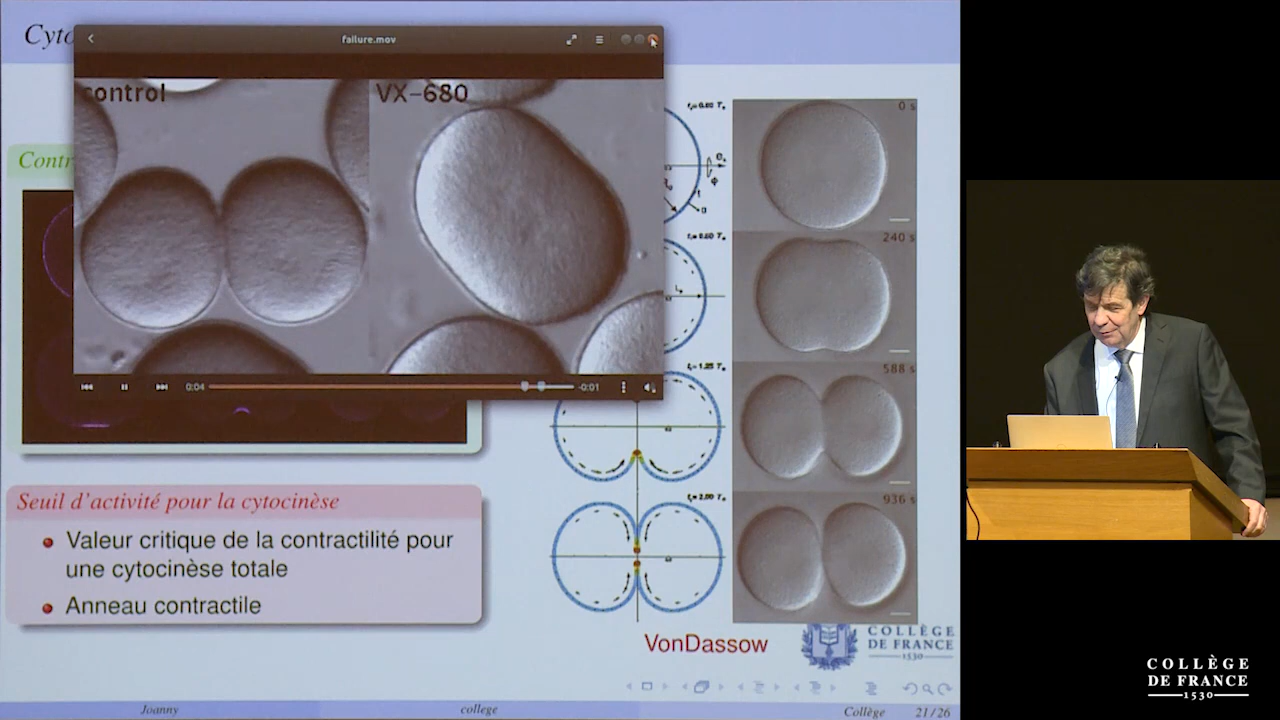 Cyto
failure.mov
control
VX-680
Contr
0:04
-0:01
0 s
240 s
588 s
936 s
Seuil d'activité pour la cytocinèse
Valeur critique de la contractilité pour
une cytocinèse totale
Anneau contractile
VonDassow
COLLÈGE
DE FRANCE
1530
Joanny
college
Collège
21/26
COLLÈGE
DE FRANCE
1530